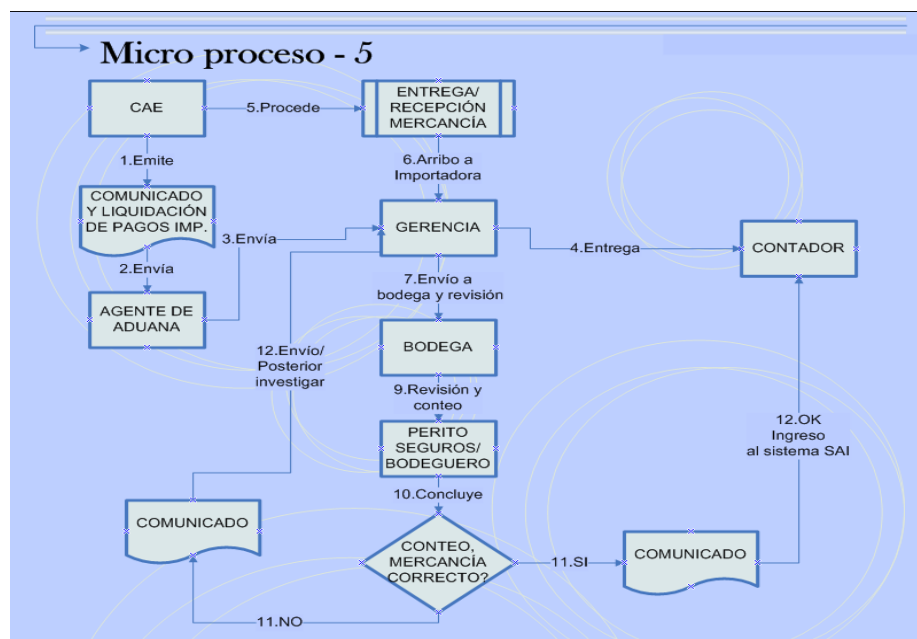 Micro proceso - 5
CAE
5.Procede
ENTREGA/
RECEPCIÓN
MERCANCÍA
1.Emite
6.Arribo a
Importadora
COMUNICADO
Y LIQUIDACIÓN
DE PAGOS IMP.
3.Envía
GERENCIA
4.Entrega
CONTADOR
2.Envía
7.Envío a
bodega y revisión
AGENTE DE
ADUANA
BODEGA
12.Envío/
Posterior
investigar
9.Revisión y
conteo
PERITO
SEGUROS/
BODEGUERO
12.OK
Ingreso
al sistema SAI
10.Concluye
COMUNICADO
CONTEO,
MERCANCÍA
CORRECTO?
11.SI
COMUNICADO
11.NO